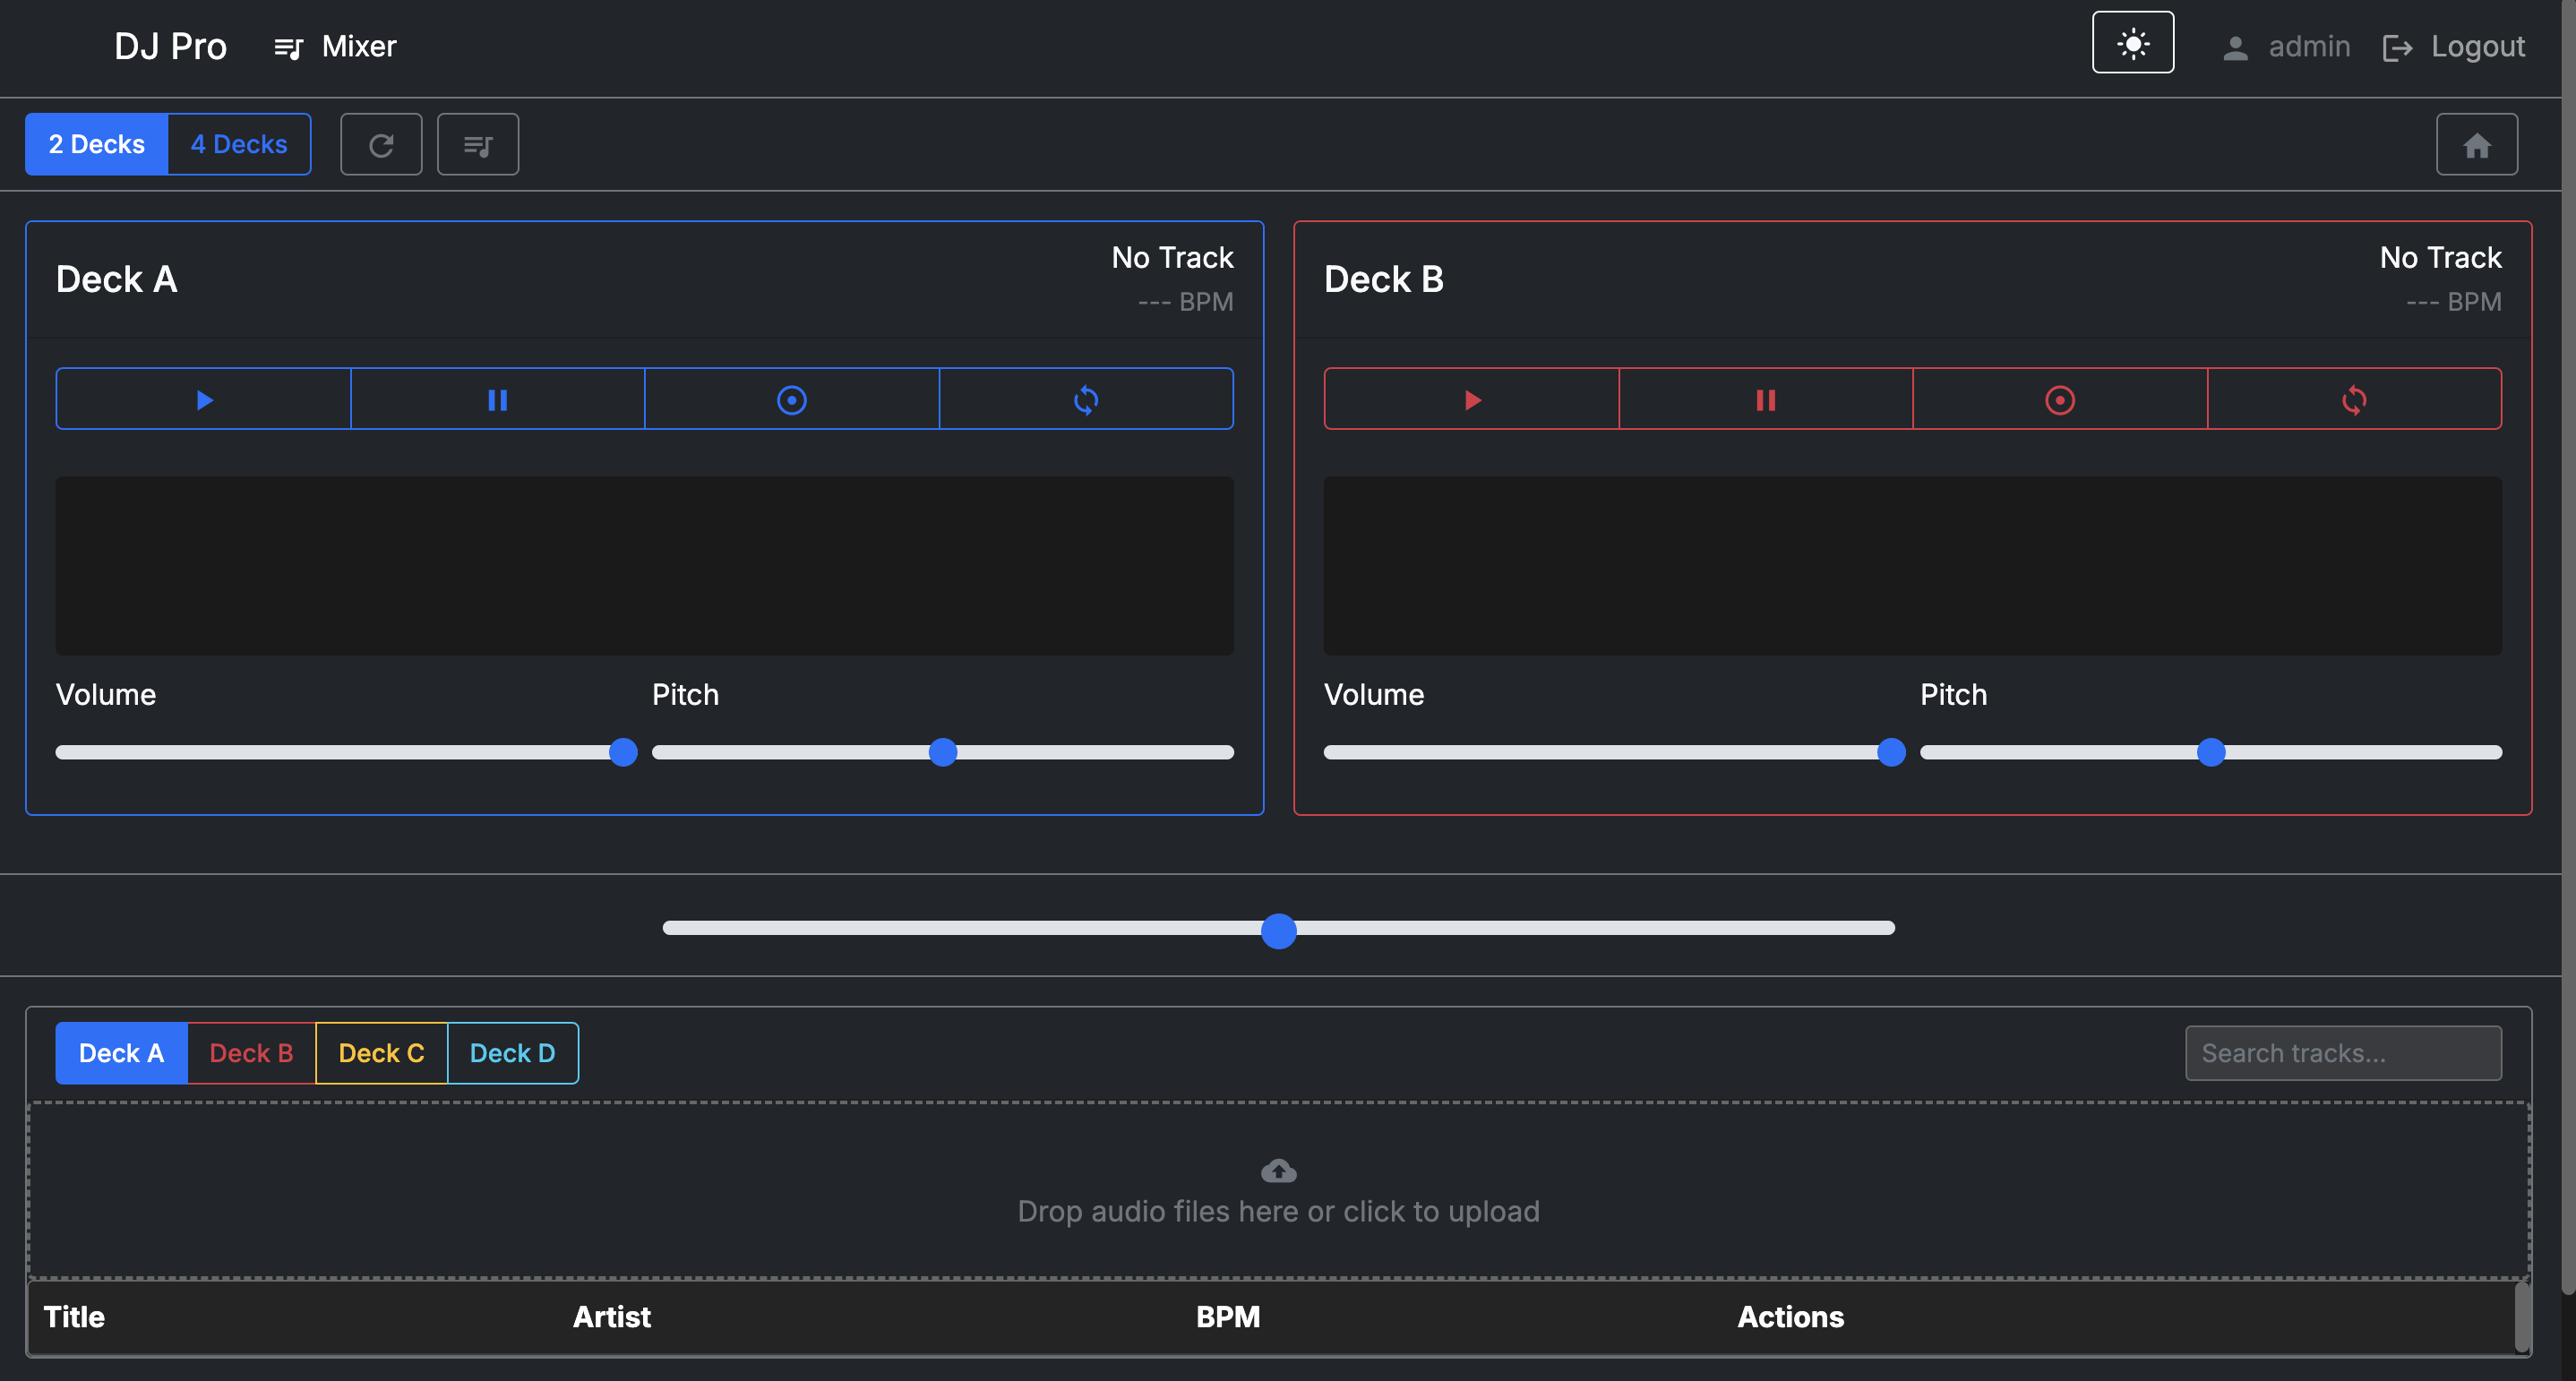 DJ Pro Mixer admin Logout
2 Decks 4 Decks
Deck A
No Track
--- BPM
Volume Pitch
Deck B
No Track
--- BPM
Volume Pitch
Deck A Deck B Deck C Deck D Search tracks...
Drop audio files here or click to upload
Title Artist BPM Actions